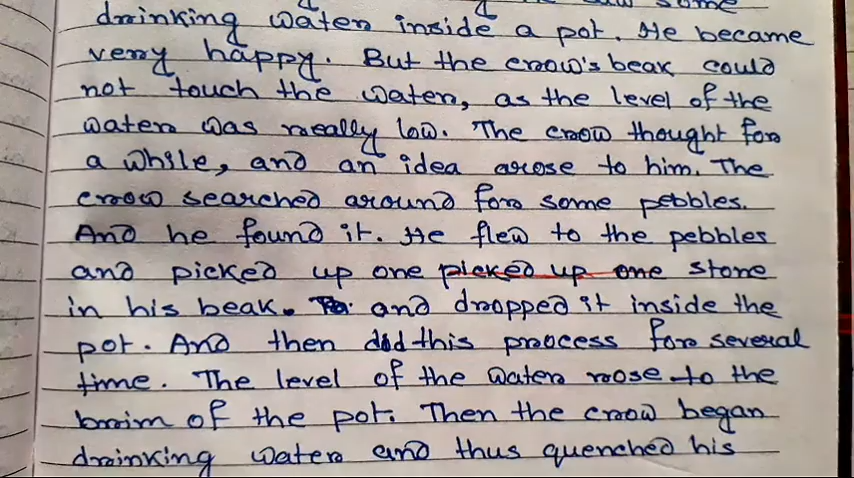 some
drinking water inside a pot. He became
very happy. But the crow's beak could
not touch the water, as the level of the
water was really low. The crow thought for
a while, and an idea arose to him. The
crow searched around for some pebbles.
And he found it. He flew to the pebbles
and picked up one picked up one stone
in his beak. and dropped it inside the
pot. And then did this process for several
time. The level of the water rose to the
brim of the pot. Then the crow began
drinking water and thus quenched his